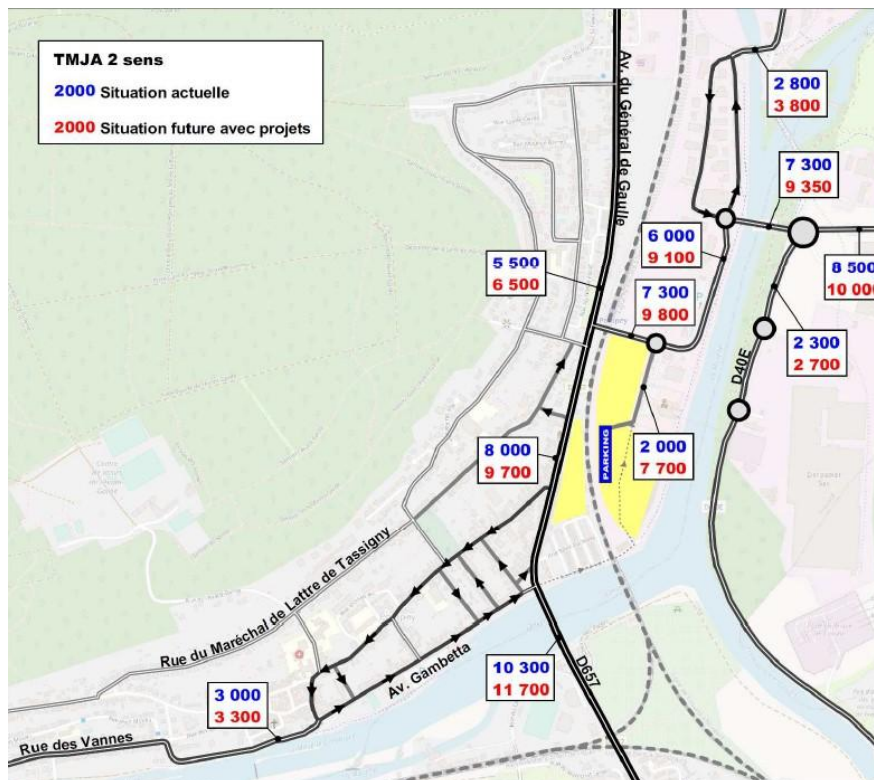 TMJA 2 sens
2000 Situation actuelle
2000 Situation future avec projets
Av. du Général de Gaulle
2 800
3 800
7 300
9 350
6 000
9 100
8 500
10 000
5 500
6 500
7 300
9 800
2 300
2 700
D40E
8 000
9 700
PARKING
2 000
7 700
Rue du Maréchal de Lattre de Tassigny
Av. Gambetta
10 300
11 700
D657
3 000
3 300
Rue des Vannes